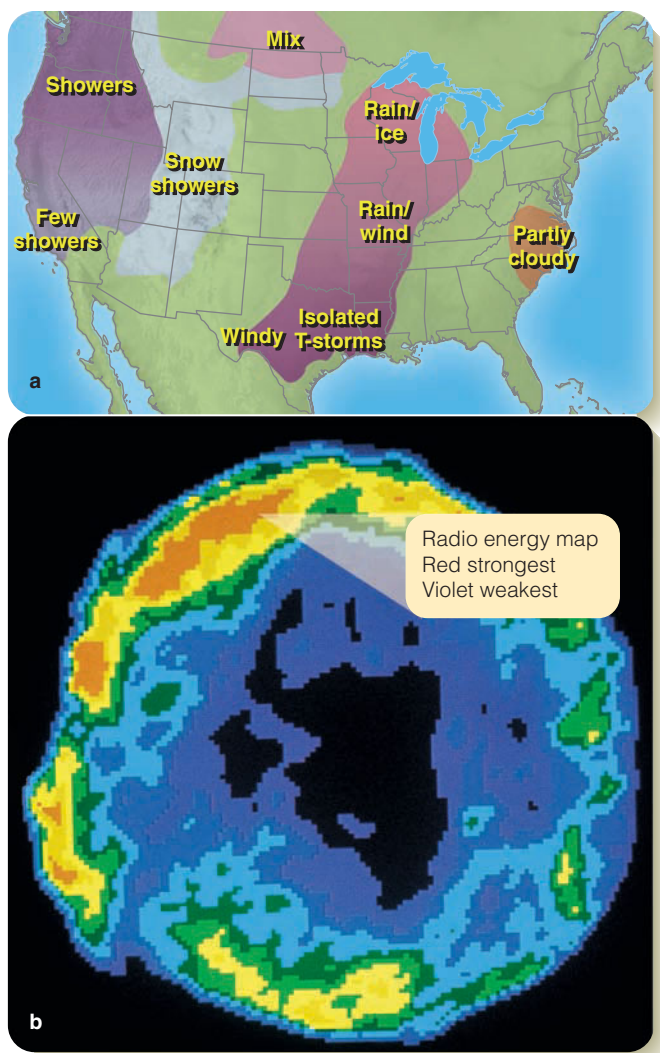 Mix
Showers
Rain/
ice
Snow
showers
Few
showers
Rain/
wind
Partly
cloudy
Isolated
Windy T-storms
a
Radio energy map
Red strongest
Violet weakest
b